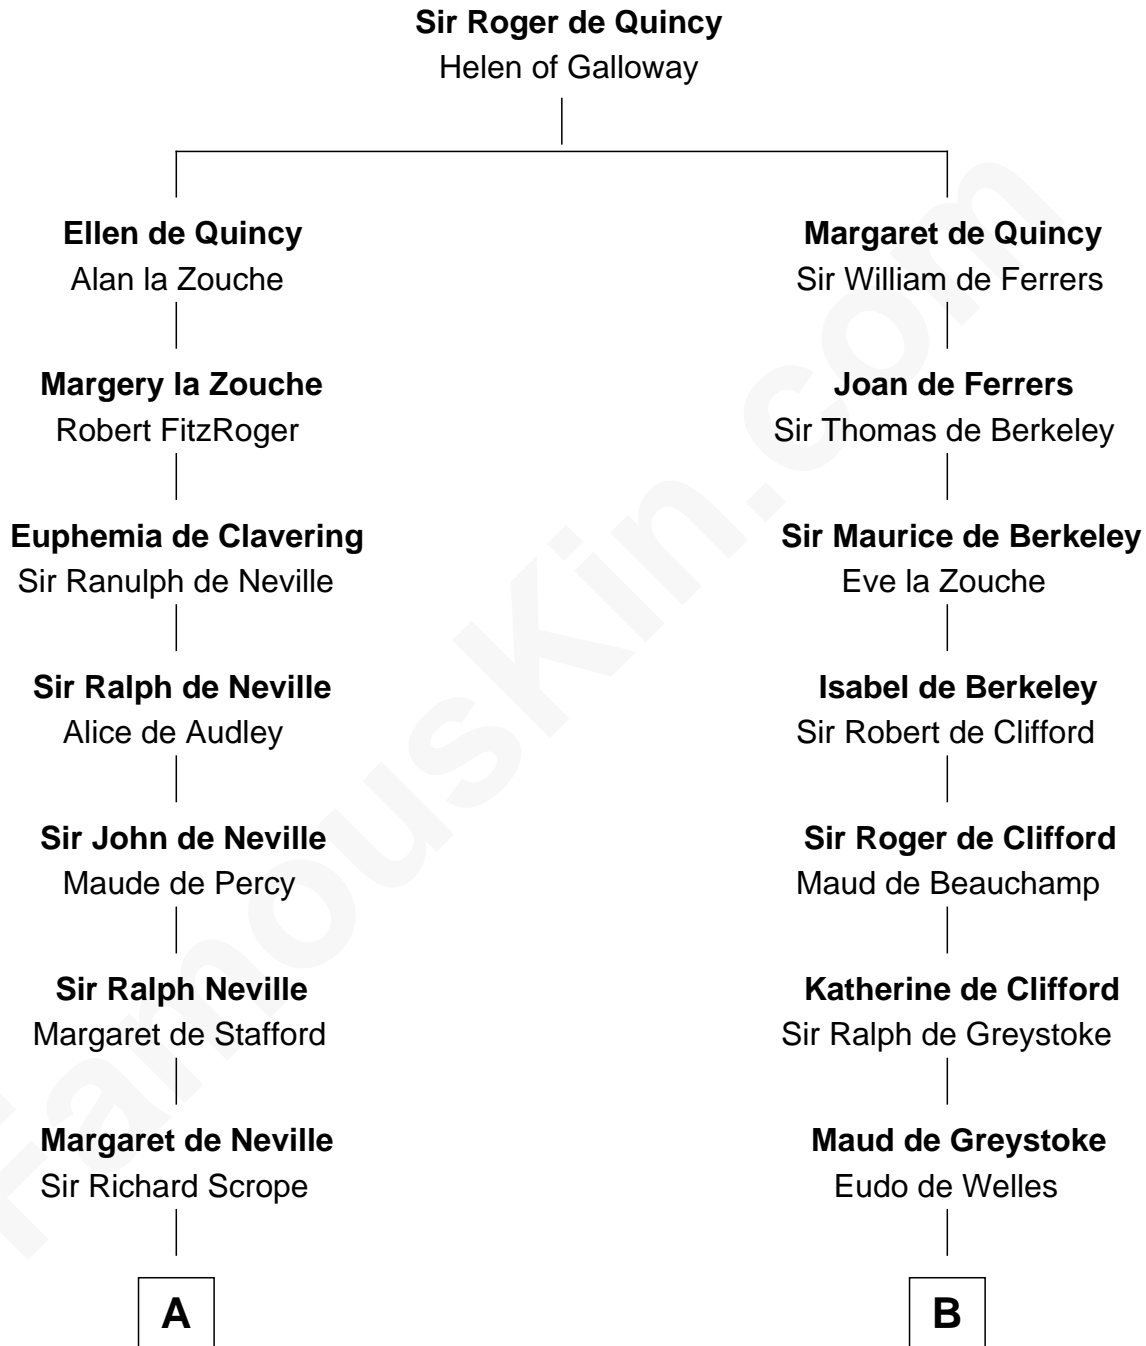 Sir Roger de Quincy
Helen of Galloway
Ellen de Quincy
Alan la Zouche
Margaret de Quincy
Sir William de Ferrers
Margery la Zouche
Robert FitzRoger
Joan de Ferrers
Sir Thomas de Berkeley
Euphemia de Clavering
Sir Ranulph de Neville
Sir Maurice de Berkeley
Eve la Zouche
Sir Ralph de Neville
Alice de Audley
Isabel de Berkeley
Sir Robert de Clifford
Sir John de Neville
Maude de Percy
Sir Roger de Clifford
Maud de Beauchamp
Sir Ralph Neville
Margaret de Stafford
Katherine de Clifford
Sir Ralph de Greystoke
Margaret de Neville
Sir Richard Scrope
Maud de Greystoke
Eudo de Welles
A
B
FamousKin.com